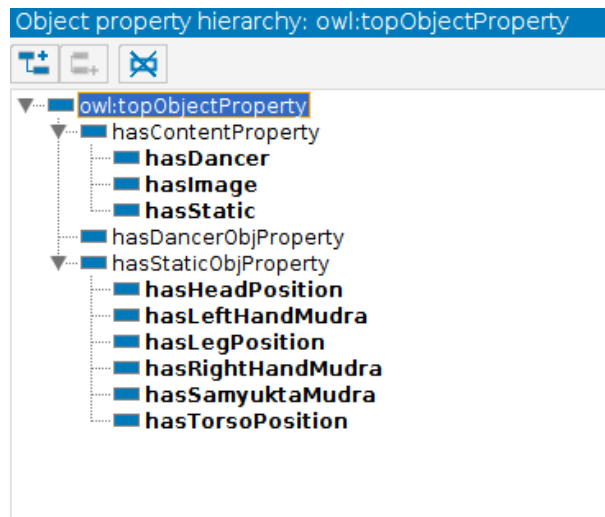 Object property hierarchy: owl:topObjectProperty
owl:topObjectProperty
hasContentProperty
hasDancer
hasImage
hasStatic
hasDancerObjProperty
hasStaticObjProperty
hasHeadPosition
hasLeftHandMudra
hasLegPosition
hasRightHandMudra
hasSamyuktaMudra
hasTorsoPosition